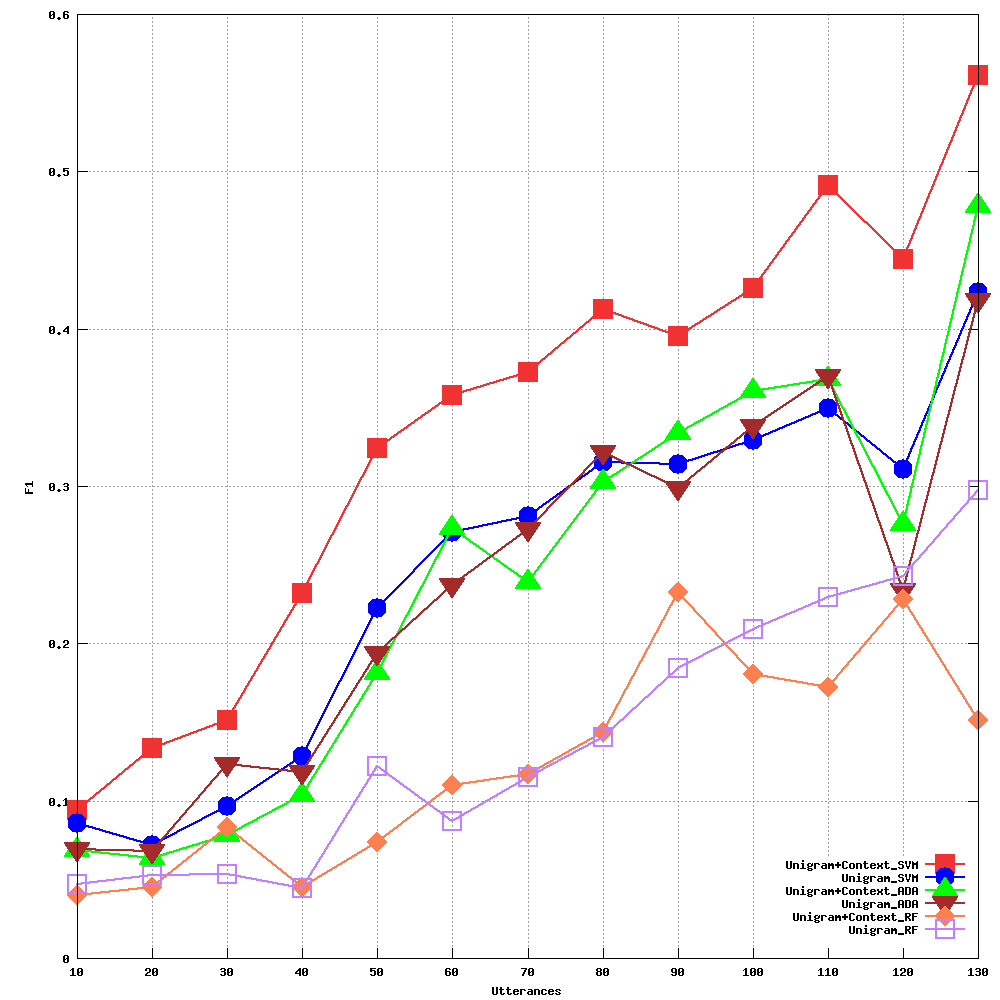 0.6
0.5
0.4
0.3
0.2
0.1
0
F1
10 20 30 40 50 60 70 80 90 100 110 120 130
Utterances
Unigram+Context_SVM
Unigram_SVM
Unigram+Context_ADA
Unigram_ADA
Unigram+Context_RF
Unigram_RF